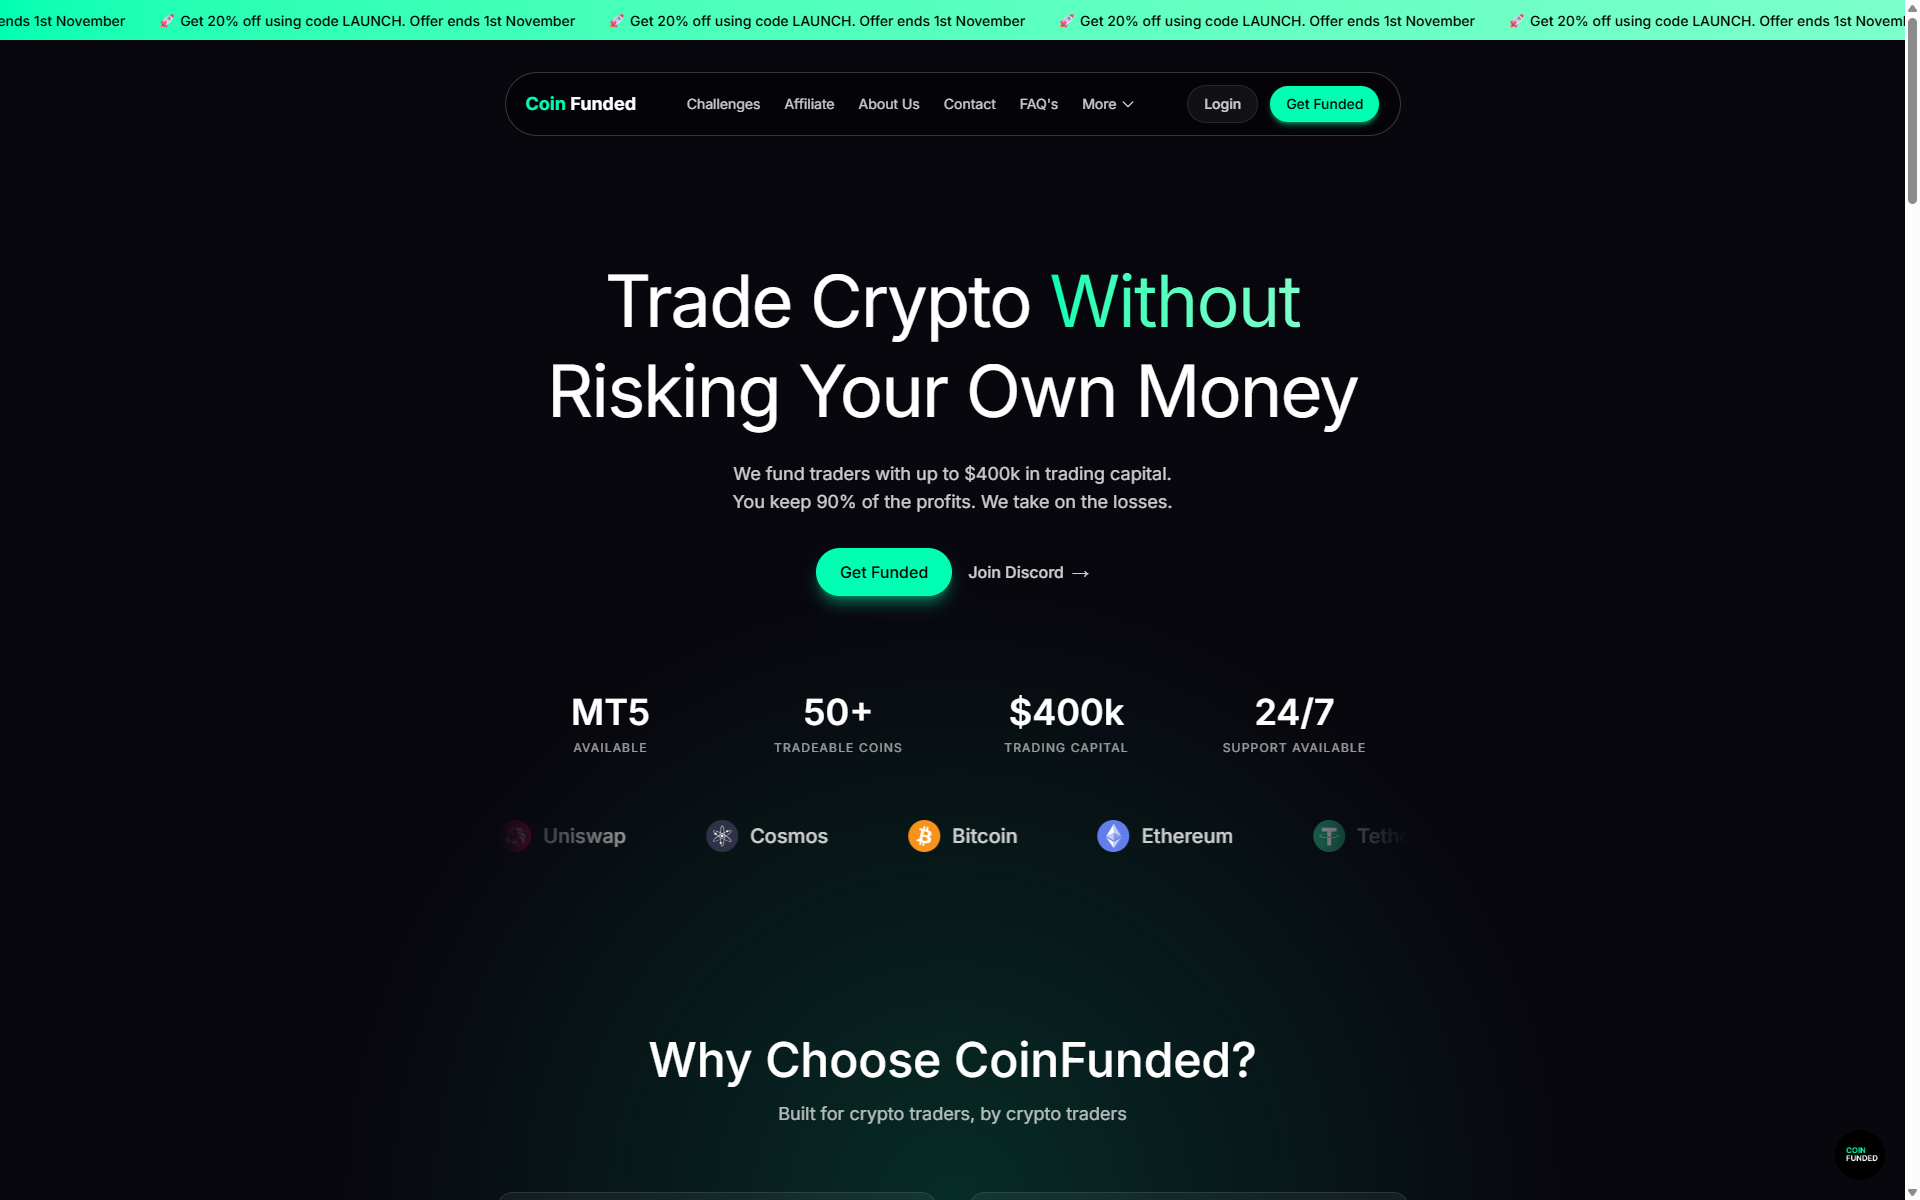 ends 1st November 🚀 Get 20% off using code LAUNCH. Offer ends 1st November 🚀 Get 20% off using code LAUNCH. Offer ends 1st November 🚀 Get 20% off using code LAUNCH. Offer ends 1st November 🚀 Get 20% off using code LAUNCH. Offer ends 1st Novem
Coin Funded Challenges Affiliate About Us Contact FAQ's More Login Get Funded
Trade Crypto Without
Risking Your Own Money
We fund traders with up to $400k in trading capital.
You keep 90% of the profits. We take on the losses.
Get Funded Join Discord →
MT5 50+ $400k 24/7
AVAILABLE TRADEABLE COINS TRADING CAPITAL SUPPORT AVAILABLE
Uniswap Cosmos Bitcoin Ethereum Teth
Why Choose CoinFunded?
Built for crypto traders, by crypto traders
COIN
FUNDED